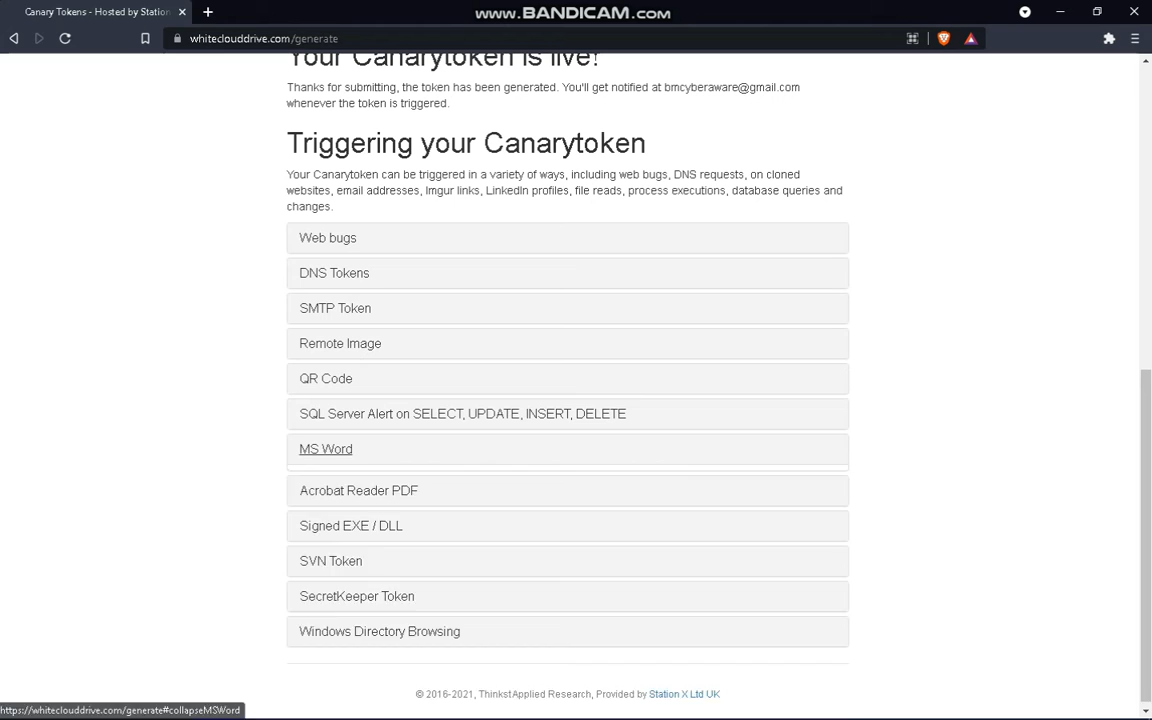 Canary Tokens - Hosted by Station
www.BANDICAM.com
whiteclouddrive.com/generate
Your Canarytoken is live!
Thanks for submitting, the token has been generated. You'll get notified at bmcyberaware@gmail.com
whenever the token is triggered.
Triggering your Canarytoken
Your Canarytoken can be triggered in a variety of ways, including web bugs, DNS requests, on cloned
websites, email addresses, Imgur links, LinkedIn profiles, file reads, process executions, database queries and
changes.
Web bugs
DNS Tokens
SMTP Token
Remote Image
QR Code
SQL Server Alert on SELECT, UPDATE, INSERT, DELETE
MS Word
Acrobat Reader PDF
Signed EXE / DLL
SVN Token
SecretKeeper Token
Windows Directory Browsing
© 2016-2021, Thinkst Applied Research, Provided by Station X Ltd UK
https://whiteclouddrive.com/generate#collapseMSWord